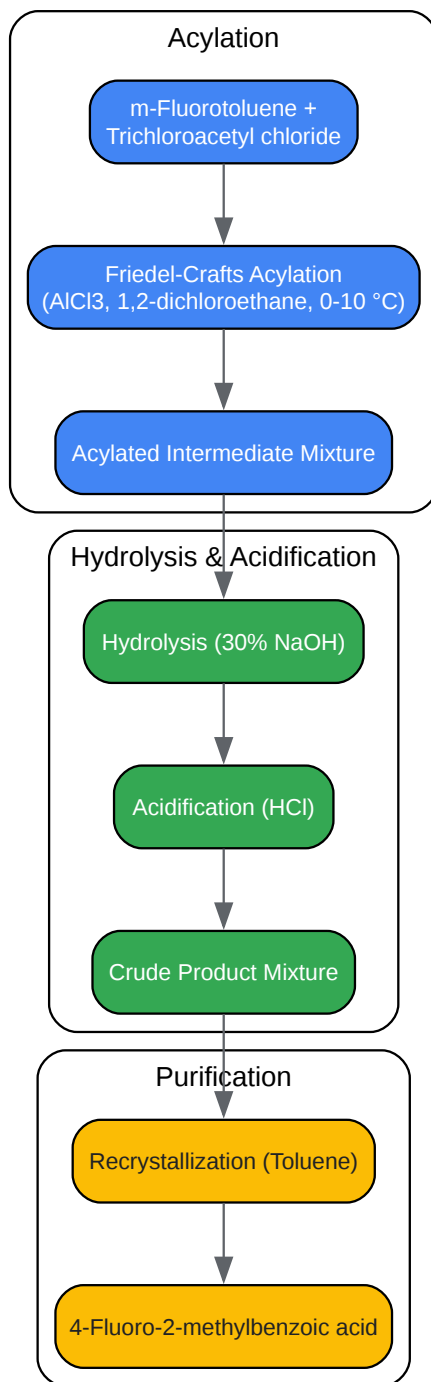 Acylation
m-Fluorotoluene +
Trichloroacetyl chloride
Friedel-Crafts Acylation
(AlCl3, 1,2-dichloroethane, 0-10 °C)
Acylated Intermediate Mixture
Hydrolysis & Acidification
Hydrolysis (30% NaOH)
Acidification (HCl)
Crude Product Mixture
Purification
Recrystallization (Toluene)
4-Fluoro-2-methylbenzoic acid